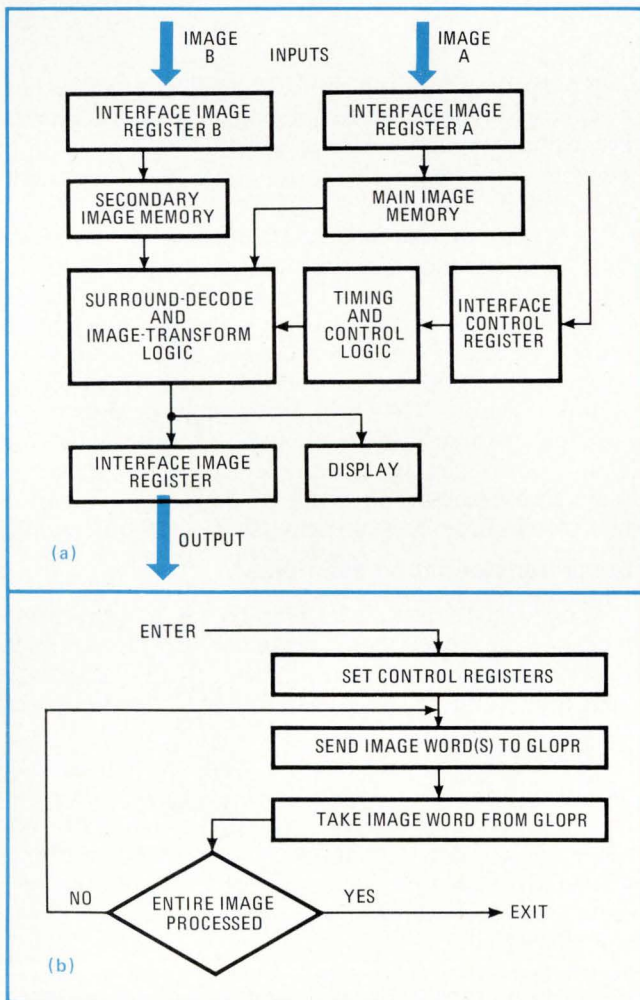 IMAGE
B
INPUTS
IMAGE
A
INTERFACE IMAGE
REGISTER B
INTERFACE IMAGE
REGISTER A
SECONDARY
IMAGE MEMORY
MAIN IMAGE
MEMORY
SURROUND-DECODE
AND
IMAGE-TRANSFORM
LOGIC
TIMING
AND
CONTROL
LOGIC
INTERFACE
CONTROL
REGISTER
INTERFACE IMAGE
REGISTER
DISPLAY
(a)
OUTPUT
ENTER
SET CONTROL REGISTERS
SEND IMAGE WORD(S) TO GLOPR
TAKE IMAGE WORD FROM GLOPR
NO
ENTIRE IMAGE
PROCESSED
YES
EXIT
(b)